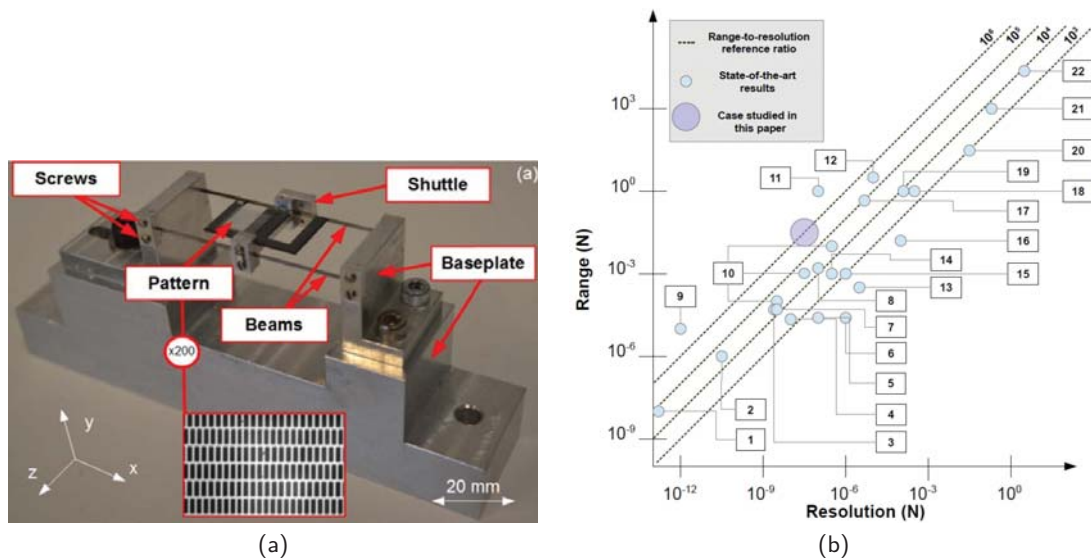 (a)
Screws
Shuttle
Pattern
Baseplate
Beams
x200
y
z
x
20 mm
(a)
Range-to-resolution
reference ratio
State-of-the-art
results
Case studied in
this paper
10⁶
10⁵
10⁴
10³
Range (N)
10³
10⁰
10⁻³
10⁻⁶
10⁻⁹
22
21
20
19
18
17
16
15
14
13
12
11
10
9
8
7
6
5
4
3
2
1
10⁻¹²
10⁻⁹
10⁻⁶
10⁻³
10⁰
Resolution (N)
(b)